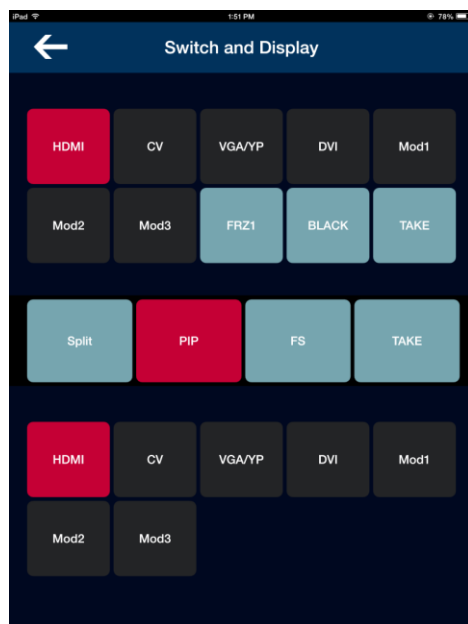 iPad 1:51 PM 78%
Switch and Display
HDMI CV VGA/YP DVI Mod1
Mod2 Mod3 FRZ1 BLACK TAKE
Split PIP FS TAKE
HDMI CV VGA/YP DVI Mod1
Mod2 Mod3